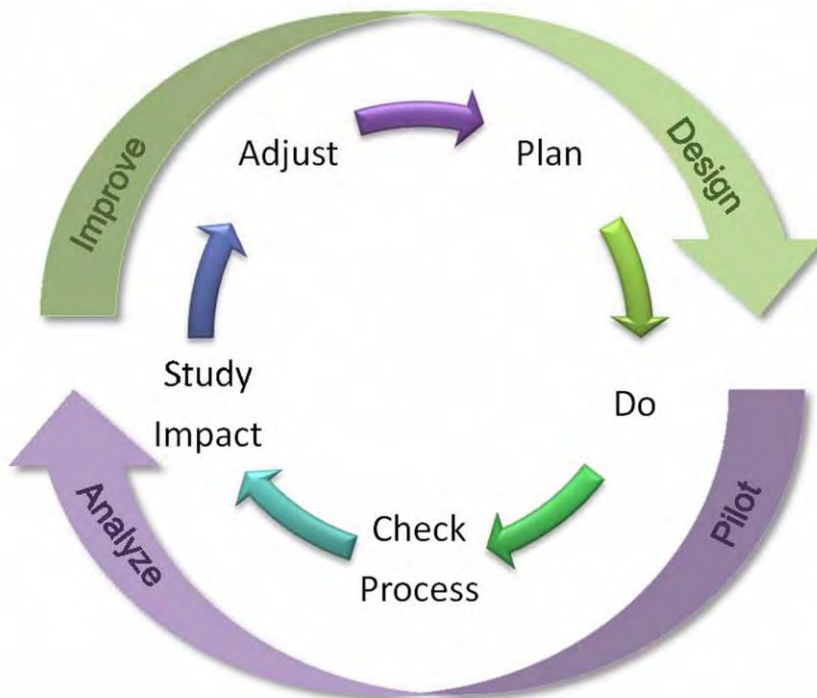 Improve
Design
Adjust
Plan
Study
Impact
Do
Check
Process
Analyze
Pilot